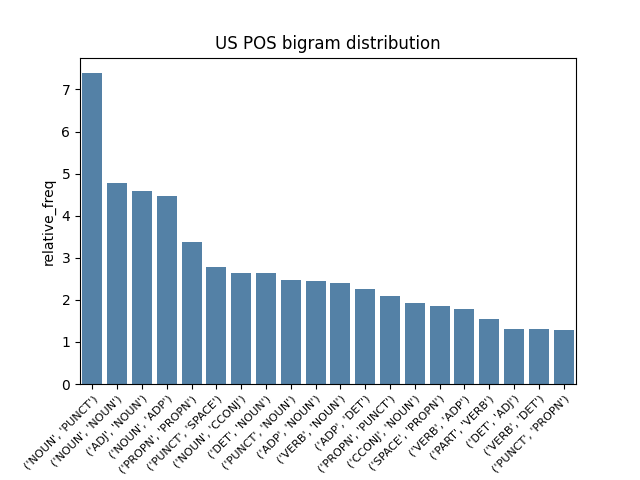 US POS bigram distribution
relative_freq
7
6
5
4
3
2
1
0
('NOUN', 'PUNCT')
('NOUN', 'NOUN')
('ADJ', 'NOUN')
('NOUN', 'ADP')
('PROPN', 'PROPN')
('PUNCT', 'SPACE')
('NOUN', 'CCONJ')
('DET', 'NOUN')
('PUNCT', 'NOUN')
('ADP', 'NOUN')
('VERB', 'NOUN')
('ADP', 'DET')
('PROPN', 'PUNCT')
('CCONJ', 'NOUN')
('SPACE', 'PROPN')
('VERB', 'ADP')
('PART', 'VERB')
('DET', 'ADJ')
('VERB', 'DET')
('PUNCT', 'PROPN')